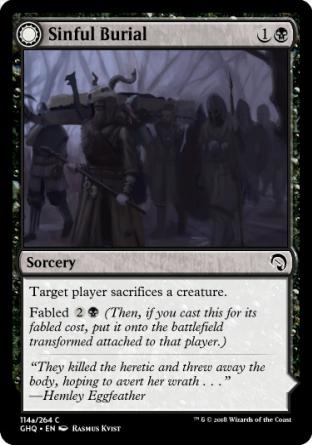 Sinful Burial 1
Sorcery
Target player sacrifices a creature.
Fabled 2 (Then, if you cast this for its
fabled cost, put it onto the battlefield
transformed attached to that player.)
“They killed the heretic and threw away the
body, hoping to avert her wrath . . .”
—Hemley Eggfeather
114a/264 C
GHQ • EN Rasmus Kvist
™ & © 2018 Wizards of the Coast